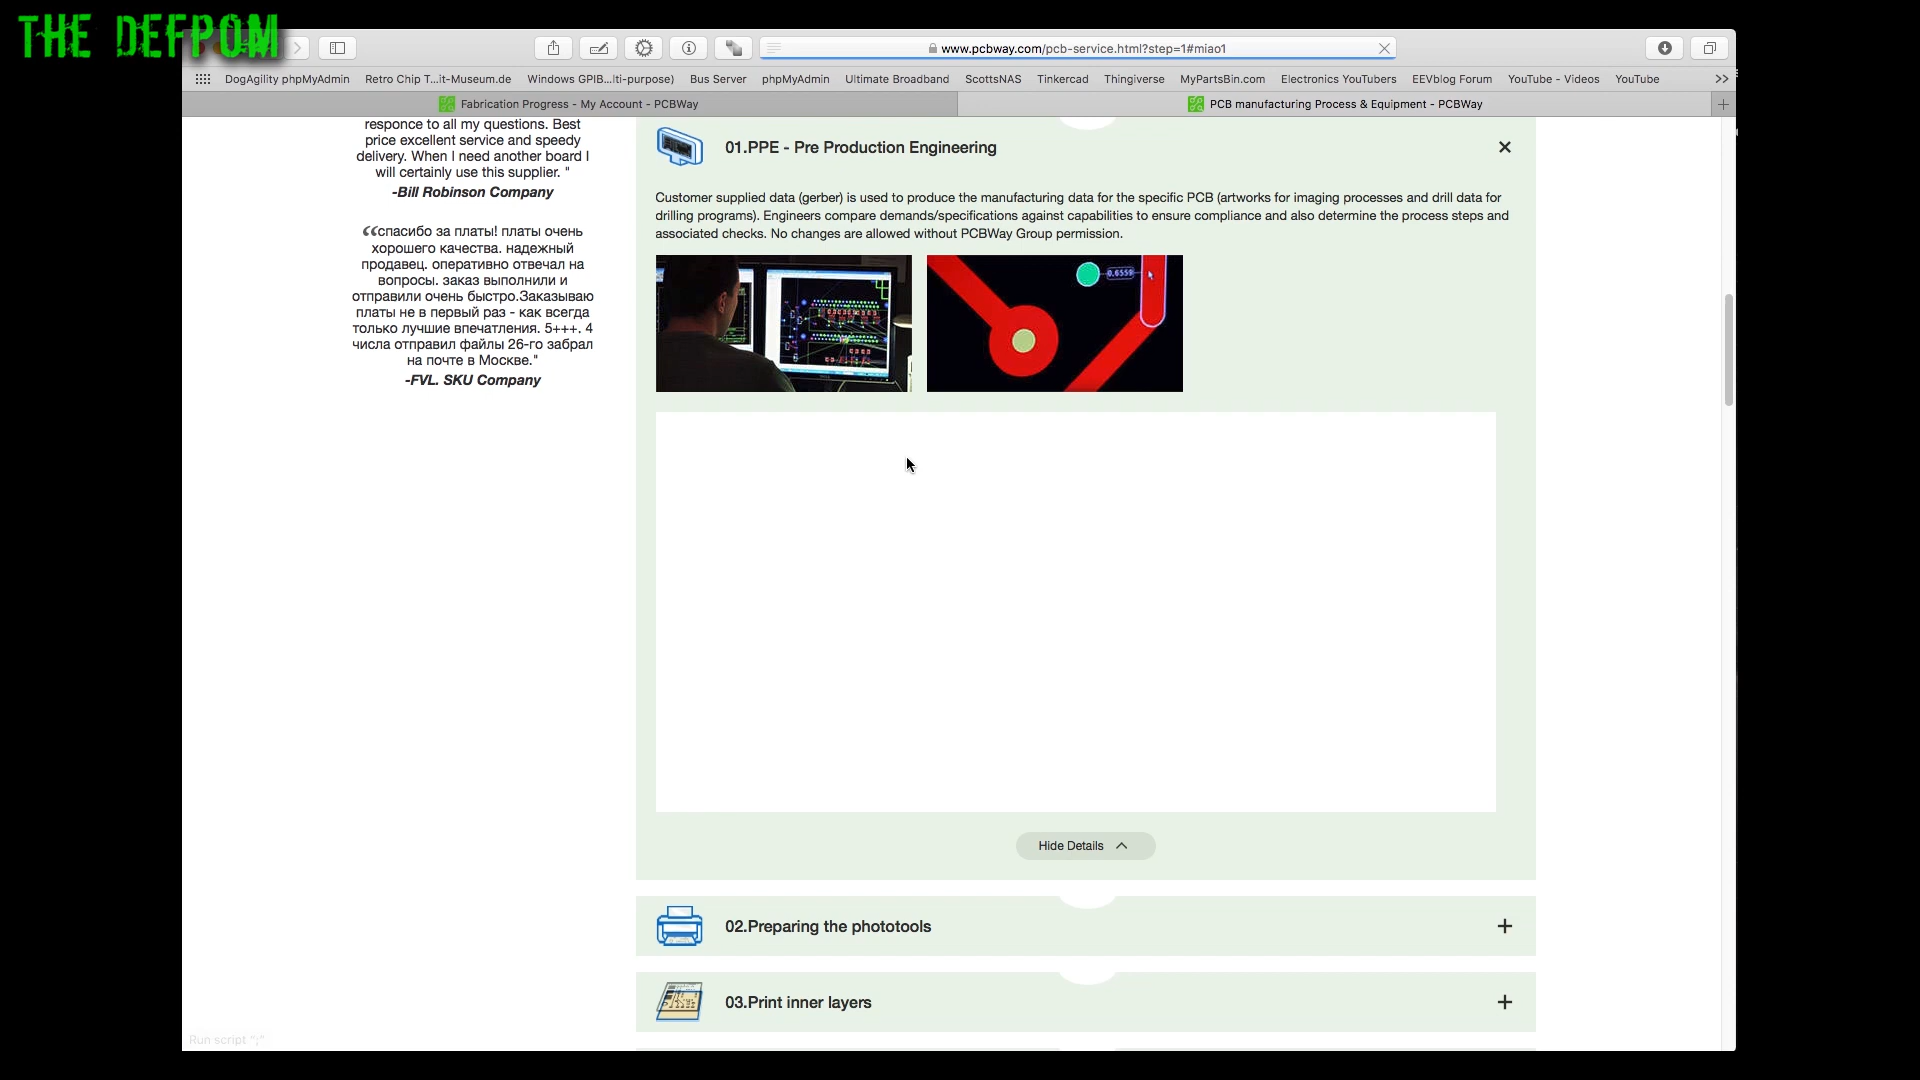 THE DEFPOM
www.pcbway.com/pcb-service.html?step=1#miao1
DogAgility phpMyAdmin
Retro Chip T...it-Museum.de
Windows GPIB...lti-purpose)
Bus Server
phpMyAdmin
Ultimate Broadband
ScottsNAS
Tinkercad
Thingiverse
MyPartsBin.com
Electronics YouTubers
EEVblog Forum
YouTube - Videos
YouTube
Fabrication Progress - My Account - PCBWay
PCB manufacturing Process & Equipment - PCBWay
responce to all my questions. Best
price excellent service and speedy
delivery. When I need another board I
will certainly use this supplier. "
-Bill Robinson Company
“спасибо за платы! платы очень
хорошего качества. надежный
продавец. оперативно отвечал на
вопросы. заказ выполнили и
отправили очень быстро.Заказываю
платы не в первый раз - как всегда
только лучшие впечатления. 5+++. 4
числа отправил файлы 26-го забрал
на почте в Москве."
-FVL. SKU Company
01.PPE - Pre Production Engineering
Customer supplied data (gerber) is used to produce the manufacturing data for the specific PCB (artworks for imaging processes and drill data for
drilling programs). Engineers compare demands/specifications against capabilities to ensure compliance and also determine the process steps and
associated checks. No changes are allowed without PCBWay Group permission.
0.6559
Hide Details
02.Preparing the phototools
03.Print inner layers
Run script ";"